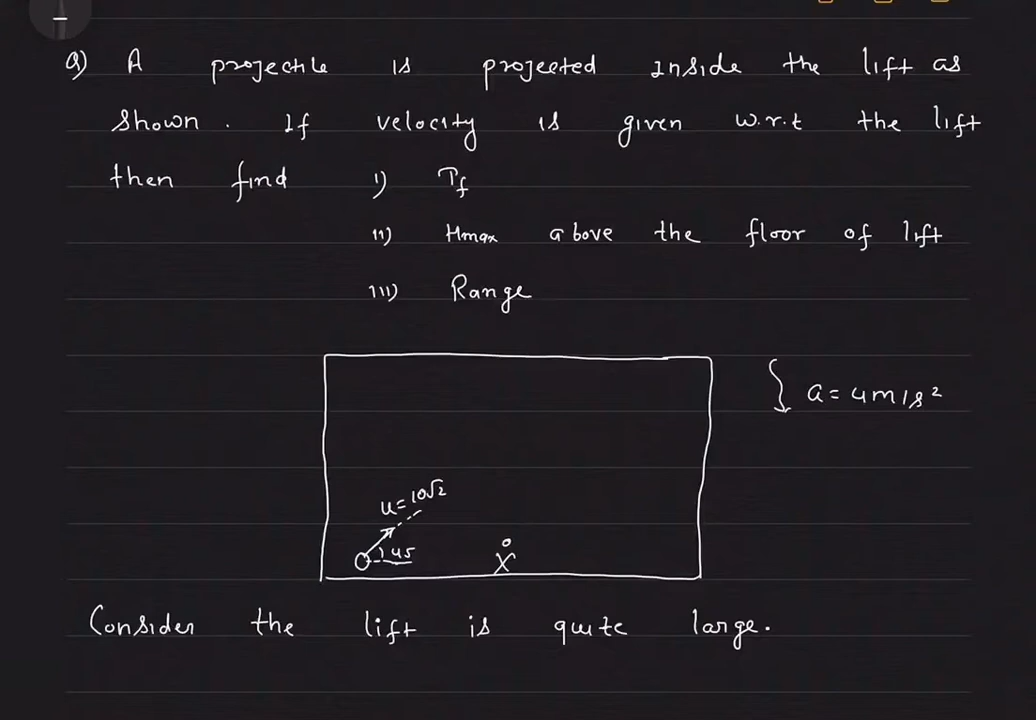 Q) A projectile is projected inside the lift as
shown. If velocity is given w.r.t the lift
then find i) Tf
ii) Hmax above the floor of lift
iii) Range
a = 4m/s²
u=10√2
45
Consider the lift is quite large.